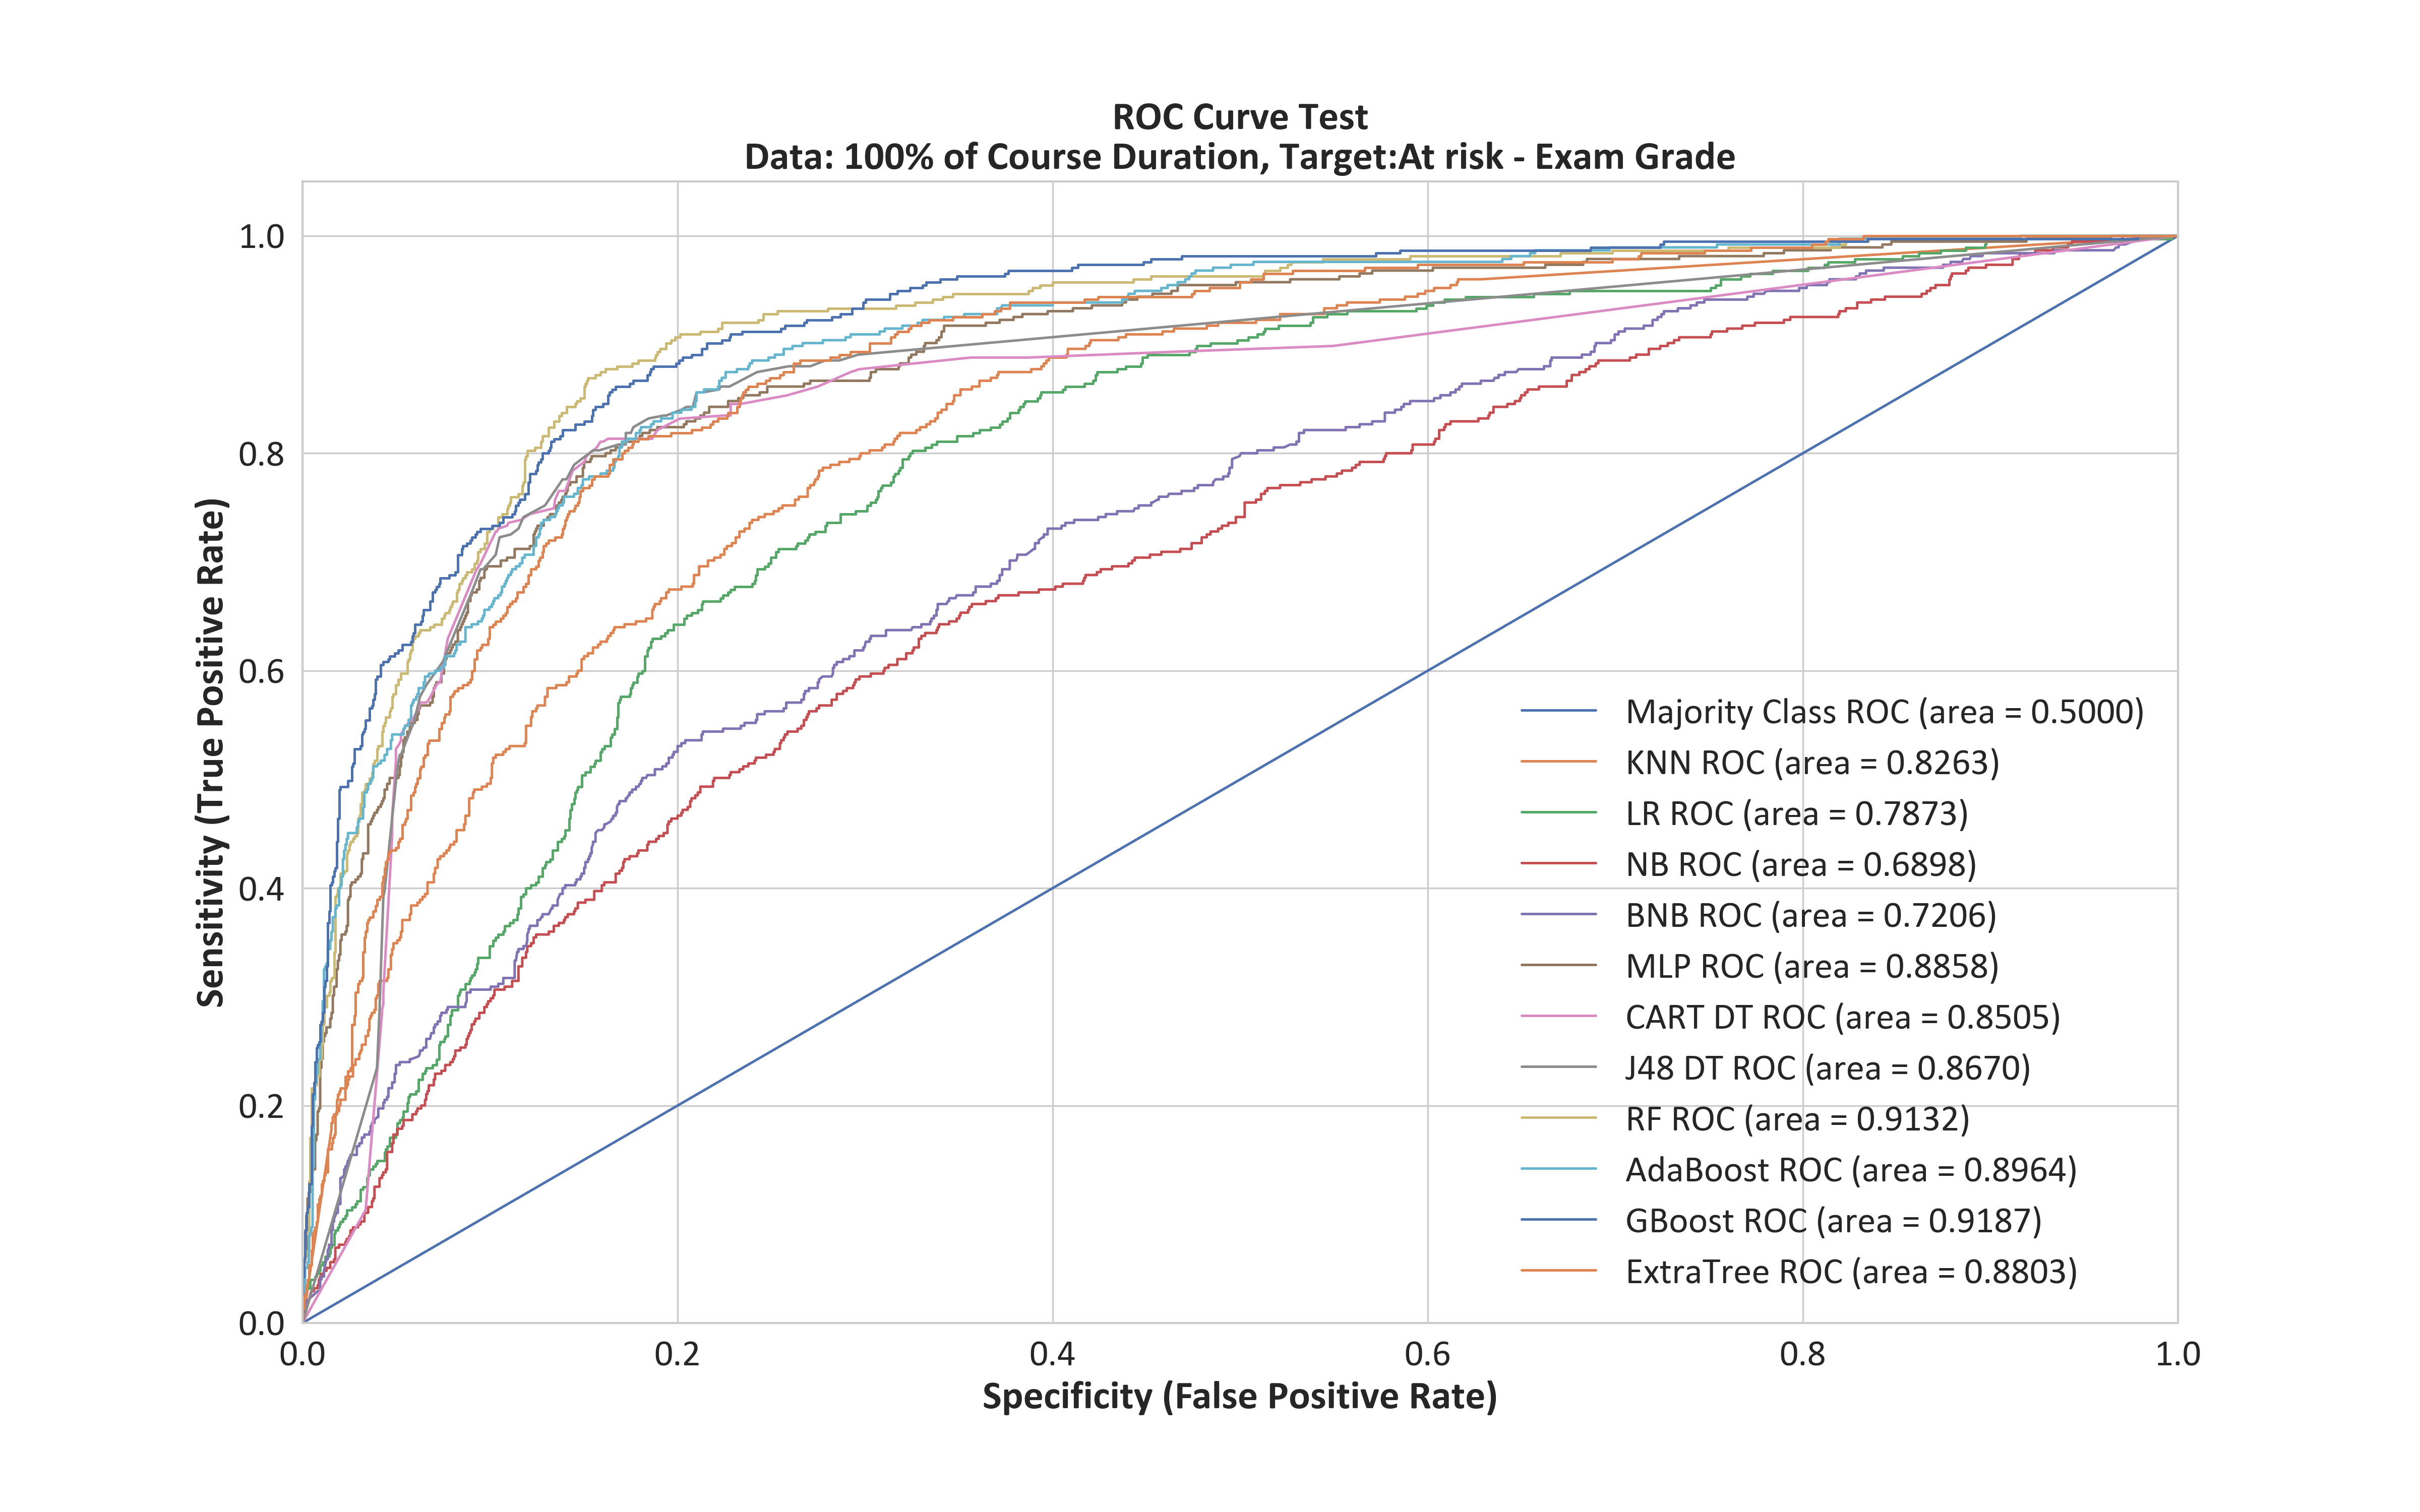 ROC Curve Test
Data: 100% of Course Duration, Target:At risk - Exam Grade
Sensitivity (True Positive Rate)
1.0
0.8
0.6
0.4
0.2
0.0
Majority Class ROC (area = 0.5000)
KNN ROC (area = 0.8263)
LR ROC (area = 0.7873)
NB ROC (area = 0.6898)
BNB ROC (area = 0.7206)
MLP ROC (area = 0.8858)
CART DT ROC (area = 0.8505)
J48 DT ROC (area = 0.8670)
RF ROC (area = 0.9132)
AdaBoost ROC (area = 0.8964)
GBoost ROC (area = 0.9187)
ExtraTree ROC (area = 0.8803)
0.0 0.2 0.4 0.6 0.8 1.0
Specificity (False Positive Rate)